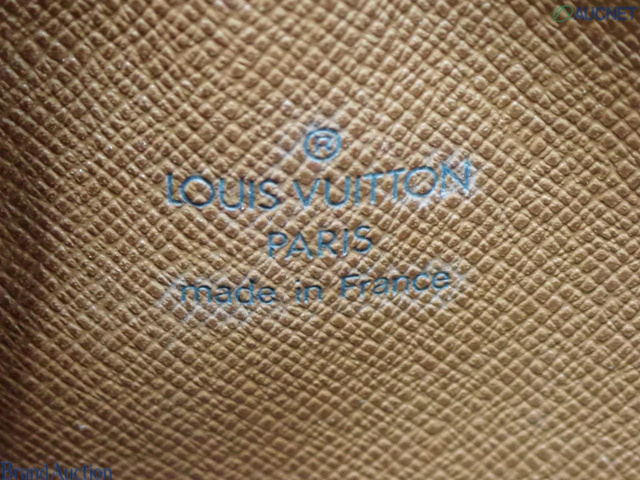 AUCNET
®
LOUIS VUITTON
PARIS
made in France
Brand Auction